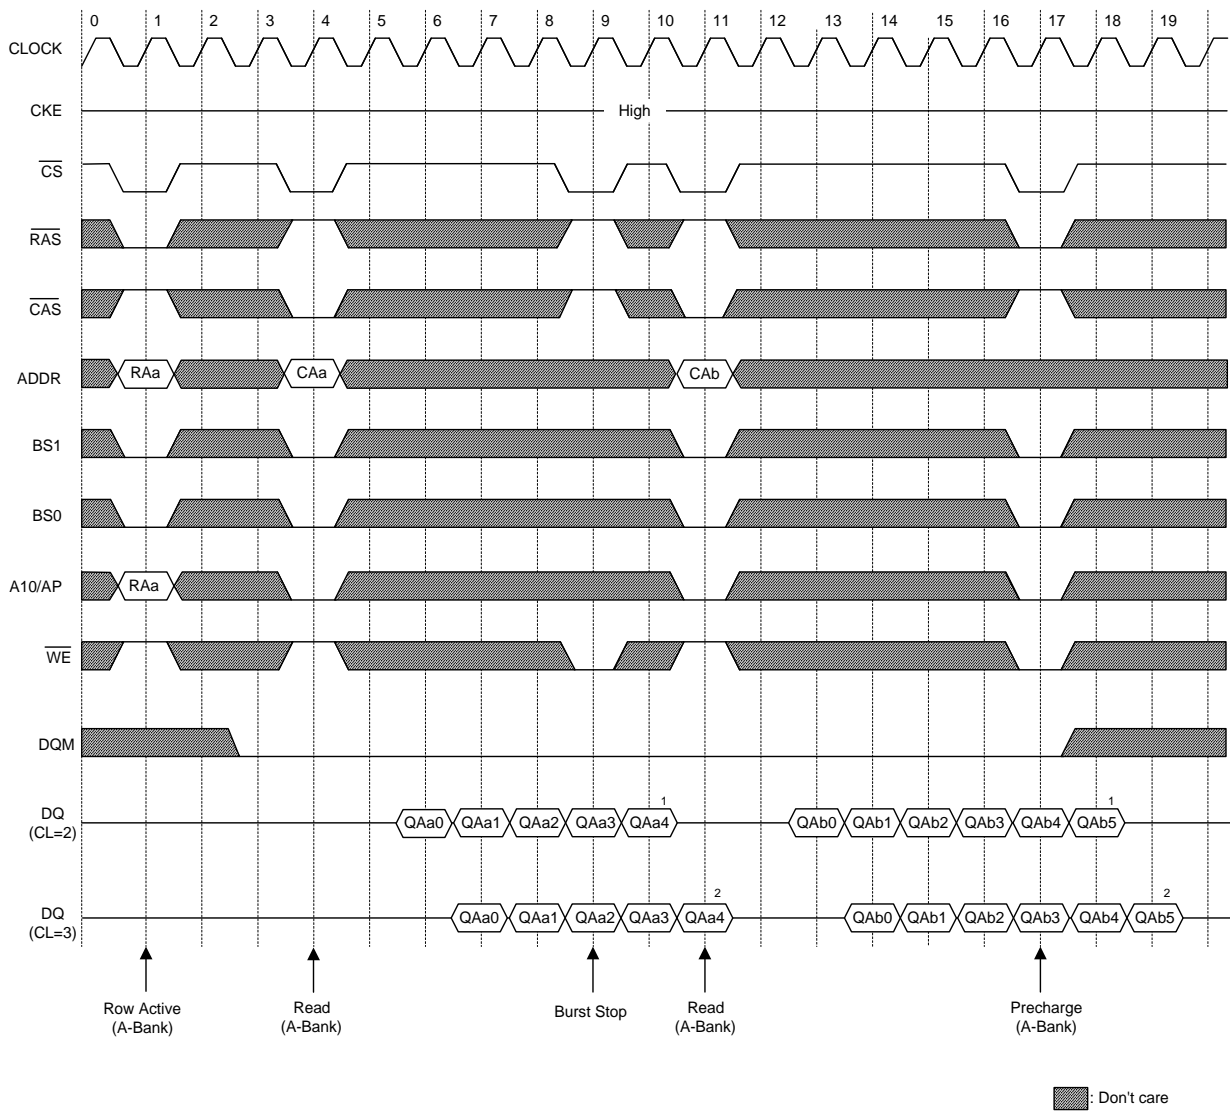 0 1 2 3 4 5 6 7 8 9 10 11 12 13 14 15 16 17 18 19
CLOCK
CKE High
CS
RAS
CAS
ADDR RAa CAa CAb
BS1
BS0
A10/AP RAa
WE
DQM
1 1
DQ
(CL=2) QAa0 QAa1 QAa2 QAa3 QAa4 QAb0 QAb1 QAb2 QAb3 QAb4 QAb5
2 2
DQ
(CL=3) QAa0 QAa1 QAa2 QAa3 QAa4 QAb0 QAb1 QAb2 QAb3 QAb4 QAb5
Row Active
(A-Bank)
Read
(A-Bank)
Burst Stop
Read
(A-Bank)
Precharge
(A-Bank)
: Don't care